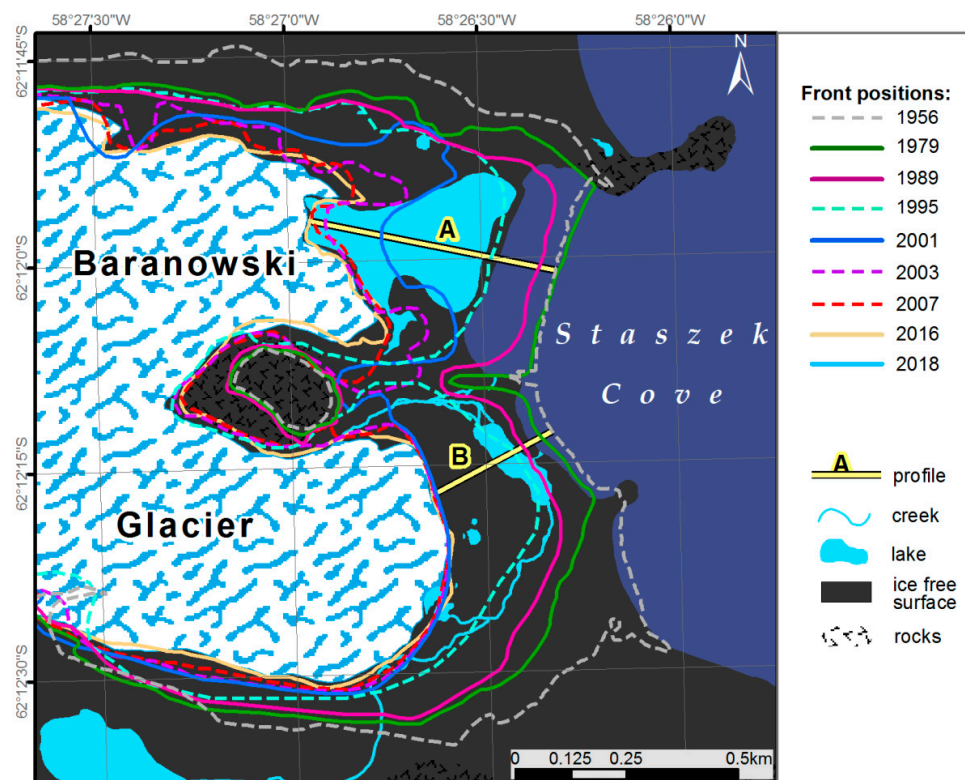 58°27'30"W 58°27'0"W 58°26'30"W 58°26'0"W
62°11'45"S
62°12'0"S
62°12'15"S
62°12'30"S
N
A
Baranowski
Staszek
Cove
B
Glacier
0 0.125 0.25 0.5km
Front positions:
1956
1979
1989
1995
2001
2003
2007
2016
2018
A
profile
creek
lake
ice free
surface
rocks